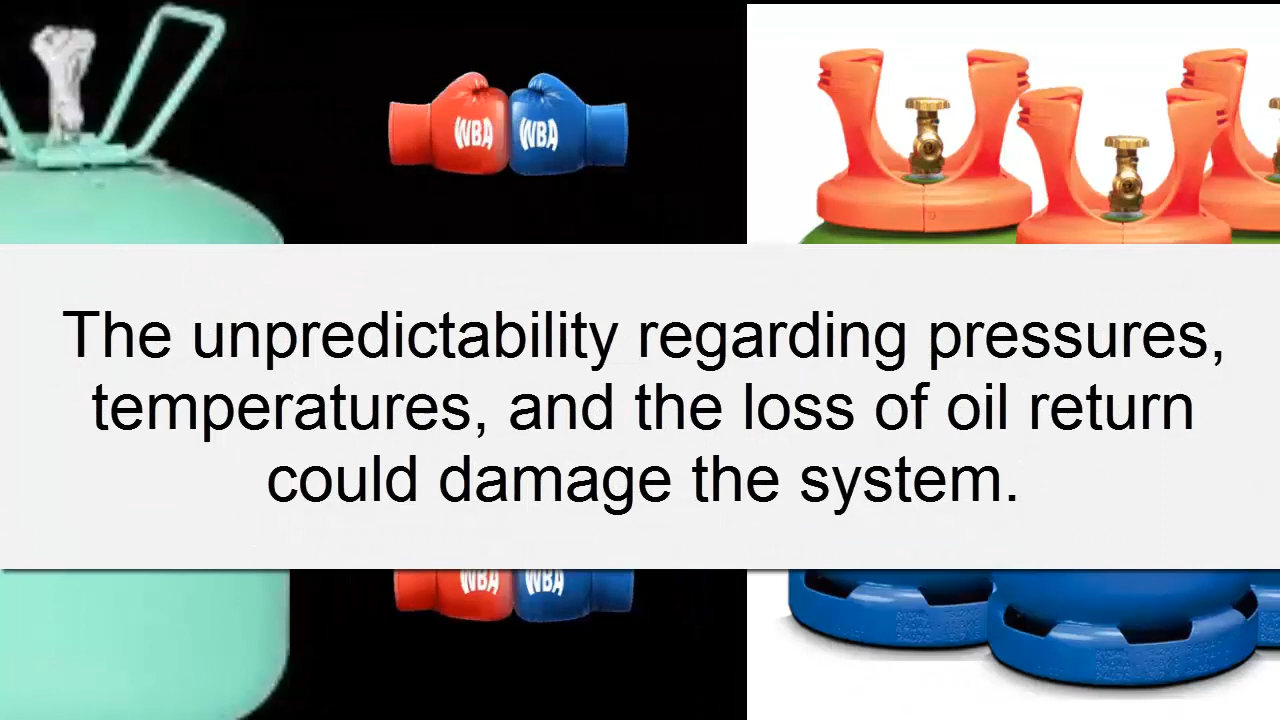 WBA WBA
The unpredictability regarding pressures,
temperatures, and the loss of oil return
could damage the system.
WBA WBA